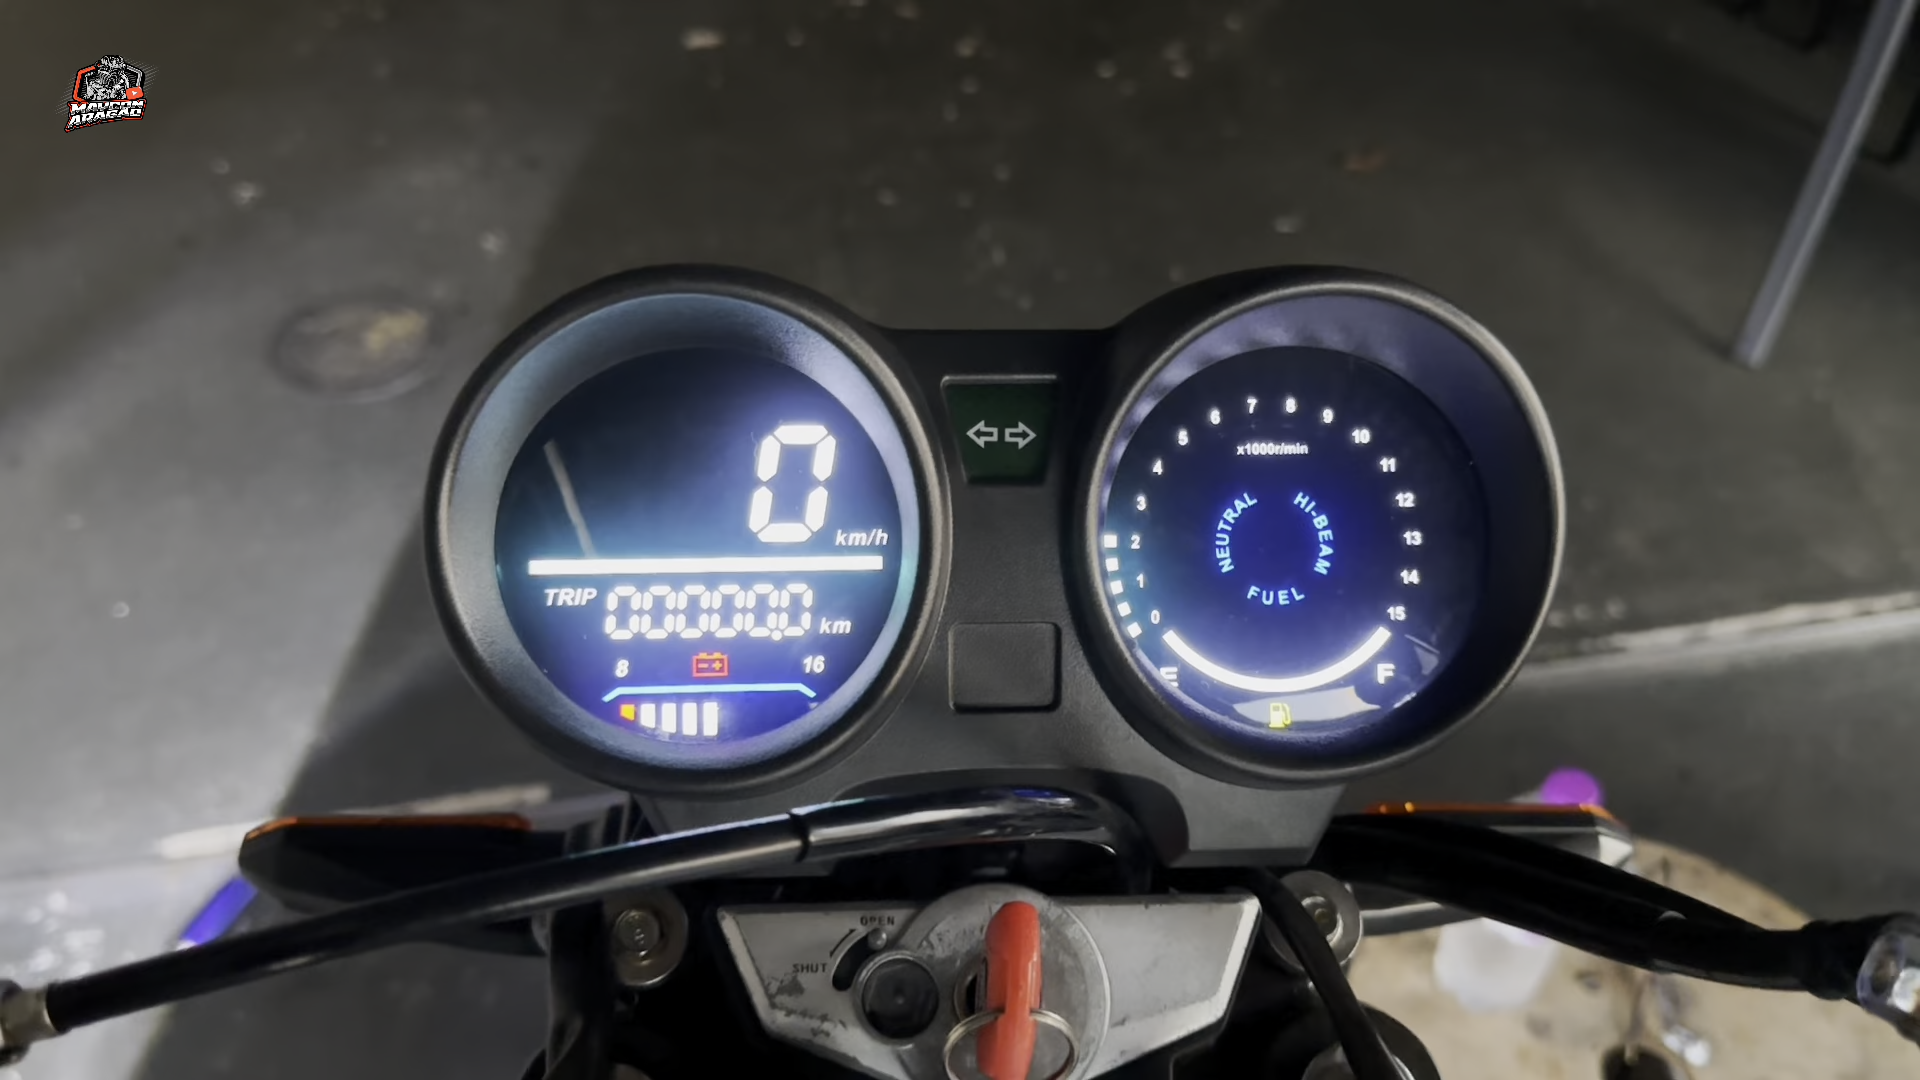 MAYCON
ARAGÃO
0
km/h
TRIP 00000.0 km
8 16
0 1 2 3 4 5 6 7 8 9 10 11 12 13 14 15
x1000r/min
NEUTRAL
HI-BEAM
FUEL
E F
OPEN
SHUT